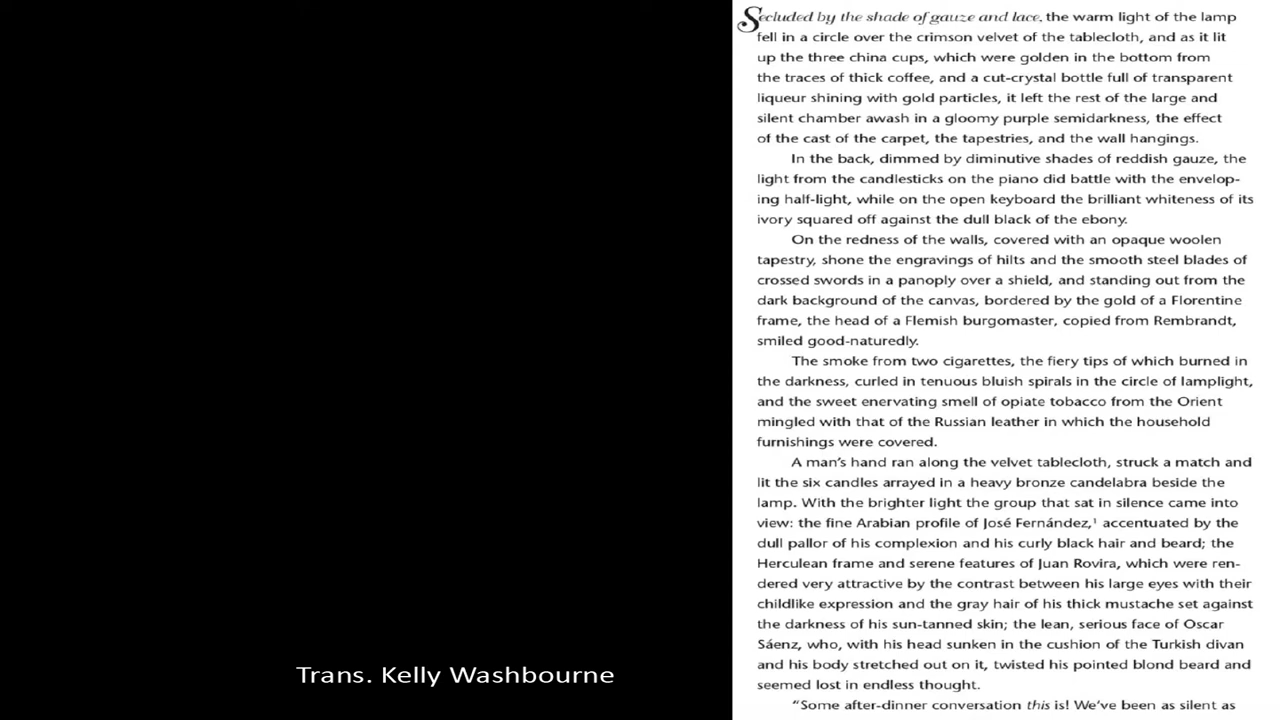 Secluded by the shade of gauze and lace, the warm light of the lamp
fell in a circle over the crimson velvet of the tablecloth, and as it lit
up the three china cups, which were golden in the bottom from
the traces of thick coffee, and a cut-crystal bottle full of transparent
liqueur shining with gold particles, it left the rest of the large and
silent chamber awash in a gloomy purple semidarkness, the effect
of the cast of the carpet, the tapestries, and the wall hangings.
In the back, dimmed by diminutive shades of reddish gauze, the
light from the candlesticks on the piano did battle with the envelop-
ing half-light, while on the open keyboard the brilliant whiteness of its
ivory squared off against the dull black of the ebony.
On the redness of the walls, covered with an opaque woolen
tapestry, shone the engravings of hilts and the smooth steel blades of
crossed swords in a panoply over a shield, and standing out from the
dark background of the canvas, bordered by the gold of a Florentine
frame, the head of a Flemish burgomaster, copied from Rembrandt,
smiled good-naturedly.
The smoke from two cigarettes, the fiery tips of which burned in
the darkness, curled in tenuous bluish spirals in the circle of lamplight,
and the sweet enervating smell of opiate tobacco from the Orient
mingled with that of the Russian leather in which the household
furnishings were covered.
A man's hand ran along the velvet tablecloth, struck a match and
lit the six candles arrayed in a heavy bronze candelabra beside the
lamp. With the brighter light the group that sat in silence came into
view: the fine Arabian profile of José Fernández,¹ accentuated by the
dull pallor of his complexion and his curly black hair and beard; the
Herculean frame and serene features of Juan Rovira, which were ren-
dered very attractive by the contrast between his large eyes with their
childlike expression and the gray hair of his thick mustache set against
the darkness of his sun-tanned skin; the lean, serious face of Oscar
Sáenz, who, with his head sunken in the cushion of the Turkish divan
and his body stretched out on it, twisted his pointed blond beard and
seemed lost in endless thought.
"Some after-dinner conversation this is! We've been as silent as
Trans. Kelly Washbourne